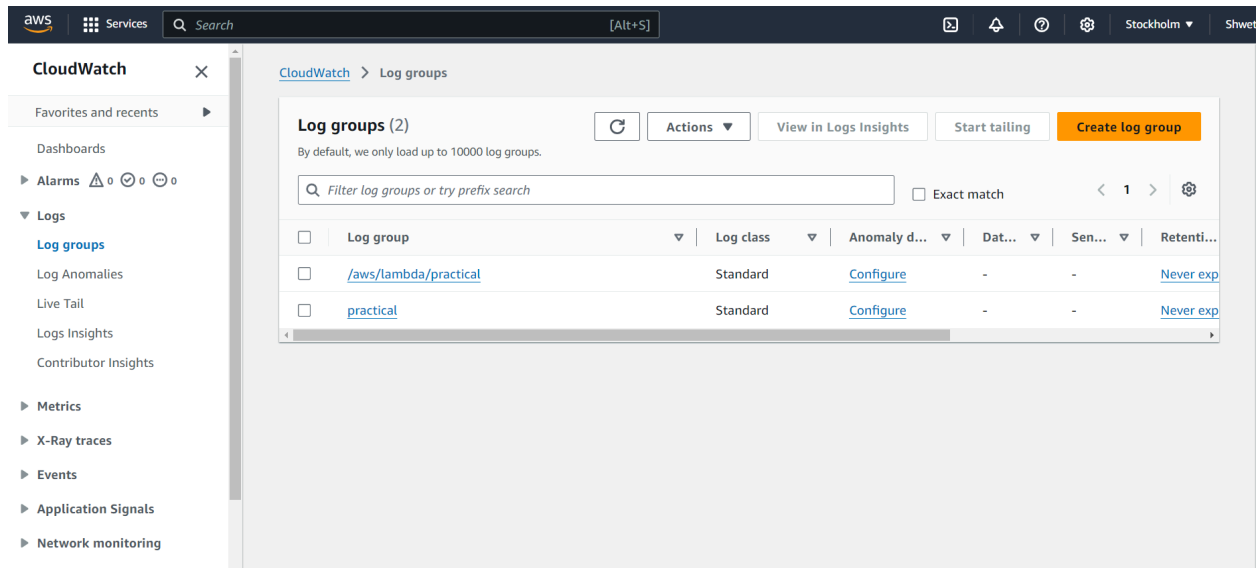 aws Services Search [Alt+S] Stockholm Shwet
CloudWatch
Favorites and recents
Dashboards
Alarms 0 0 0
Logs
Log groups
Log Anomalies
Live Tail
Logs Insights
Contributor Insights
Metrics
X-Ray traces
Events
Application Signals
Network monitoring
CloudWatch > Log groups
Log groups (2) Actions View in Logs Insights Start tailing Create log group
By default, we only load up to 10000 log groups.
Filter log groups or try prefix search Exact match 1
Log group Log class Anomaly d... Dat... Sen... Retenti...
/aws/lambda/practical Standard Configure - - Never exp
practical Standard Configure - - Never exp